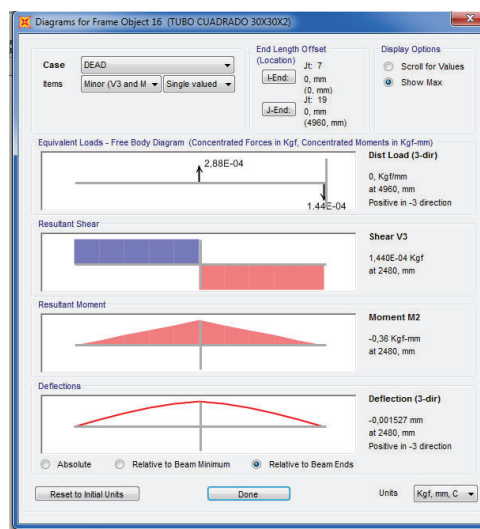 Diagrams for Frame Object 16 (TUBO CUADRADO 30X30X2)
Case
DEAD
Items
Minor (V3 and M
Single valued
End Length Offset
(Location)
I-End:
Jt: 7
0, mm
(0, mm)
J-End:
Jt: 19
0, mm
(4960, mm)
Display Options
Scroll for Values
Show Max
Equivalent Loads - Free Body Diagram (Concentrated Forces in Kgf, Concentrated Moments in Kgf-mm)
2,88E-04
1.44E-04
Dist Load (3-dir)
0, Kgf/mm
at 4960, mm
Positive in -3 direction
Resultant Shear
Shear V3
1,440E-04 Kgf
at 2480, mm
Resultant Moment
Moment M2
-0,36 Kgf-mm
at 2480, mm
Deflections
Deflection (3-dir)
-0,001527 mm
at 2480, mm
Positive in -3 direction
Absolute
Relative to Beam Minimum
Relative to Beam Ends
Reset to Initial Units
Done
Units
Kgf, mm, C